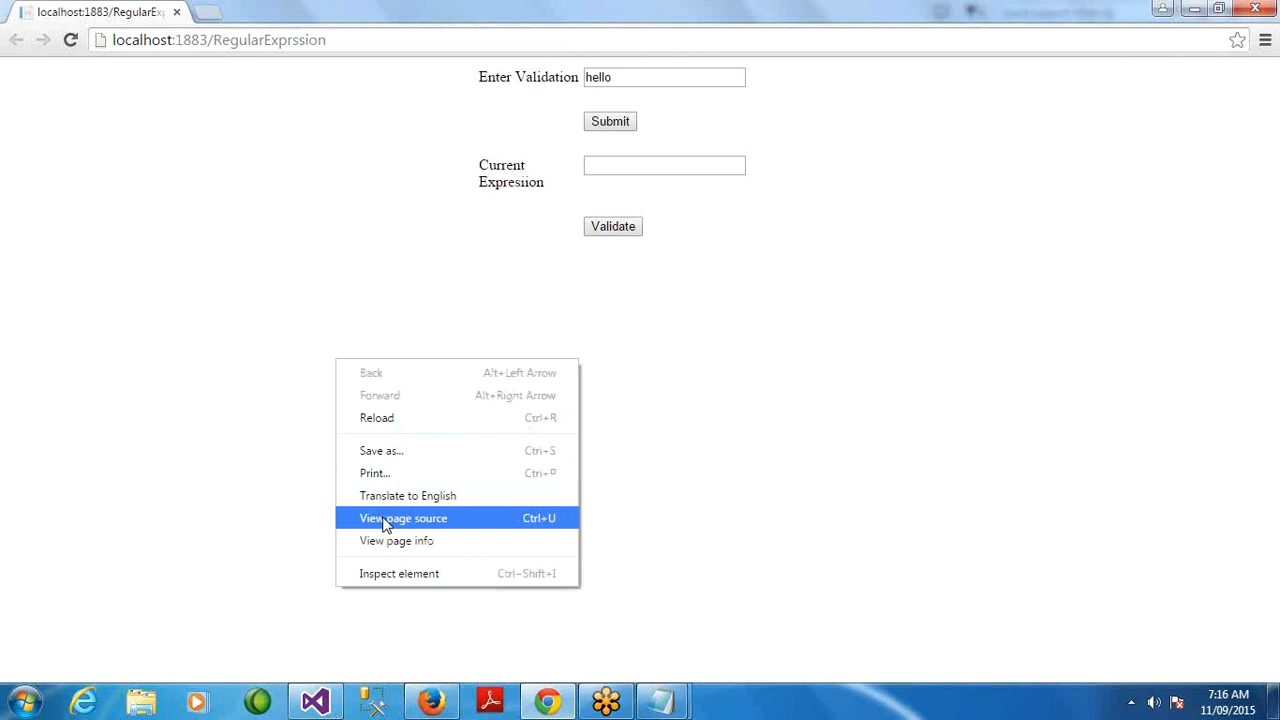 localhost:1883/RegularExp
localhost:1883/RegularExprssion
Enter Validation hello
Submit
Current
Expresiion
Validate
Back Alt+Left Arrow
Forward Alt+Right Arrow
Reload Ctrl+R
Save as... Ctrl+S
Print... Ctrl+P
Translate to English
View page source Ctrl+U
View page info
Inspect element Ctrl+Shift+I
7:16 AM
11/09/2015